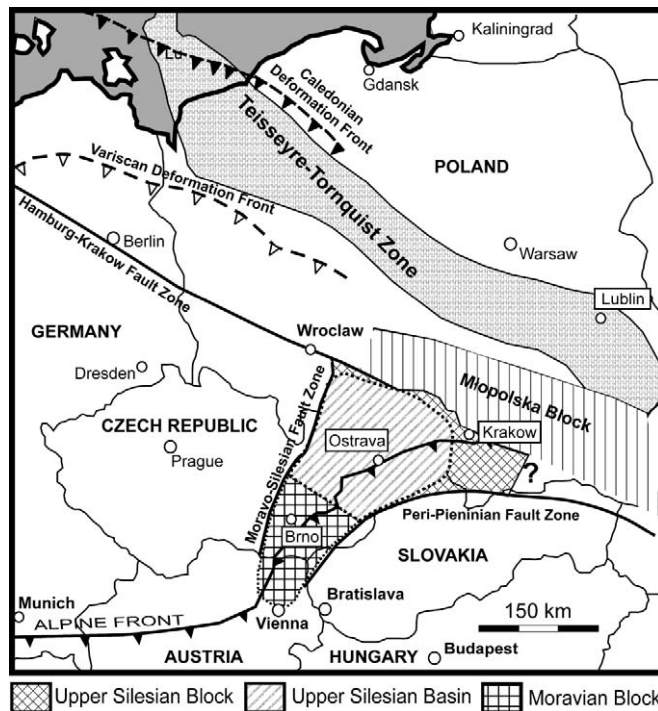 Kaliningrad
Lu
Gdansk
Caledonian
Deformation Front
Teisseyre-Tornquist Zone
POLAND
Variscan Deformation Front
Hamburg-Krakow Fault Zone
Berlin
Warsaw
Lublin
GERMANY
Wroclaw
Dresden
Młopolska Block
CZECH REPUBLIC
Moravo-Silesian Fault Zone
Prague
Ostrava
Krakow
?
Brno
Peri-Pieninian Fault Zone
SLOVAKIA
Munich
ALPINE FRONT
Vienna
Bratislava
150 km
AUSTRIA
HUNGARY
Budapest
Upper Silesian Block
Upper Silesian Basin
Moravian Block